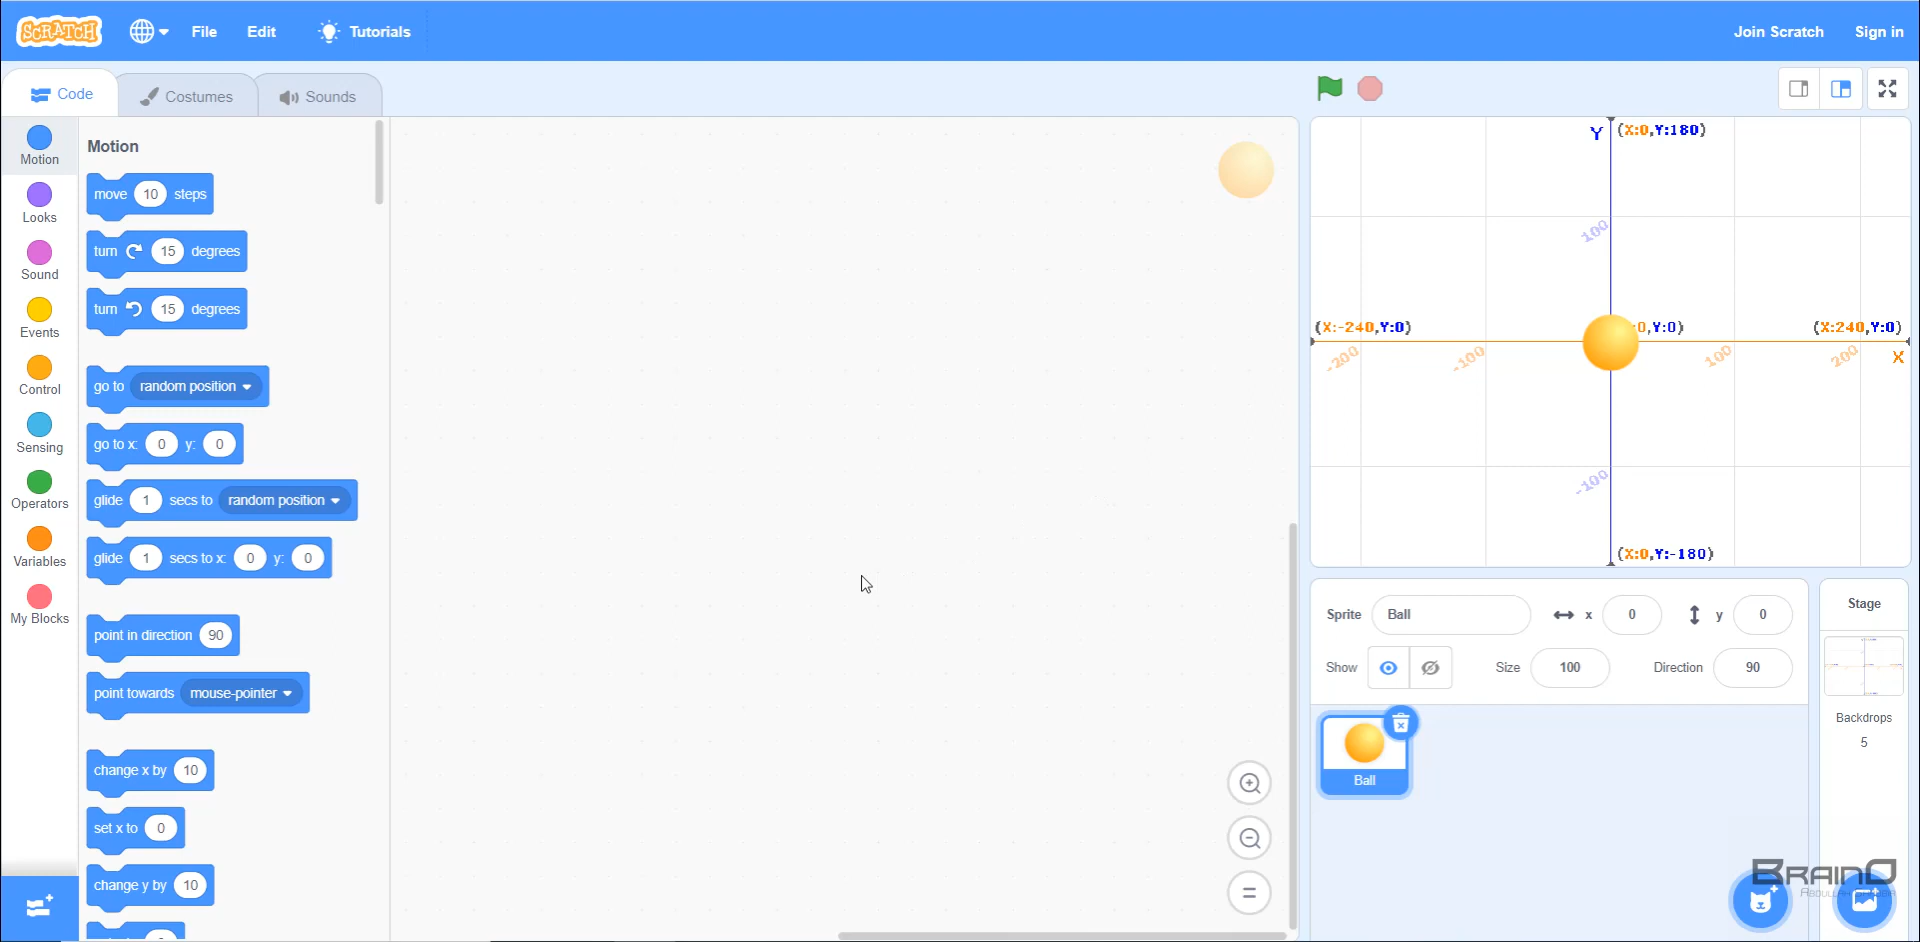 SCRATCH File Edit Tutorials Join Scratch Sign in
Code Costumes Sounds
Motion
Looks
Sound
Events
Control
Sensing
Operators
Variables
My Blocks
Motion
move 10 steps
turn 15 degrees
turn 15 degrees
go to random position
go to x: 0 y: 0
glide 1 secs to random position
glide 1 secs to x: 0 y: 0
point in direction 90
point towards mouse-pointer
change x by 10
set x to 0
change y by 10
Y (X:0,Y:180)
100
(X:-240,Y:0) 0,Y:0) (X:240,Y:0)
-200 -100 100 200 X
-100
(X:0,Y:-180)
Sprite Ball x 0 y 0
Show Size 100 Direction 90
Ball
Stage
Backdrops
5
BRAIND